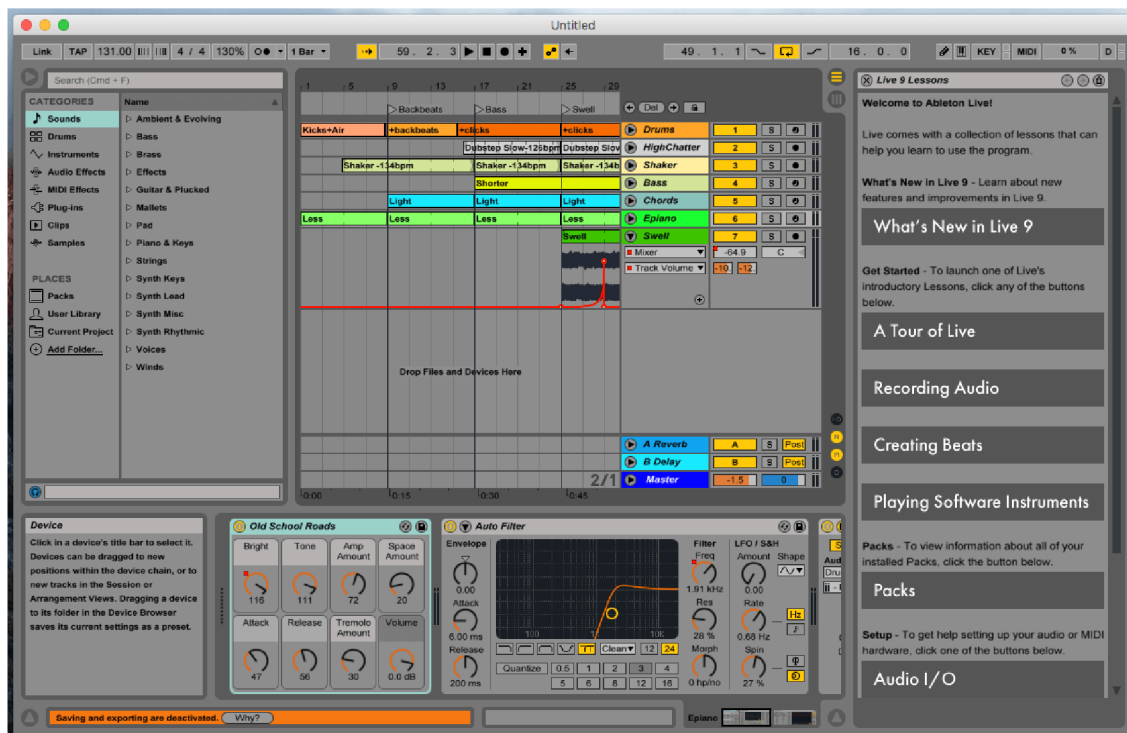 Untitled
Link TAP 131.00 4 / 4 130% 1 Bar 59. 2. 3 49. 1. 1 16. 0. 0 KEY MIDI 0 % D
Search (Cmd + F)
CATEGORIES
Sounds
Drums
Instruments
Audio Effects
MIDI Effects
Plug-ins
Clips
Samples
PLACES
Packs
User Library
Current Project
Add Folder...
Name
Ambient & Evolving
Bass
Brass
Effects
Guitar & Plucked
Mallets
Pad
Piano & Keys
Strings
Synth Keys
Synth Lead
Synth Misc
Synth Rhythmic
Voices
Winds
1 5 9 13 17 21 25 29
Backbeats Bass Swell Del
Kicks+Air +backbeats +clicks +clicks Drums 1 S
Dubstep Slow-126bpm Dubstep Slov HighChatter 2 S
Shaker -134bpm Shaker -134bpm Shaker -134b Shaker 3 S
Shorter Bass 4 S
Light Light Light Chords 5 S
Less Less Less Less Epiano 6 S
Swell Swell 7 S
Mixer -64.9 C
Track Volume -10 -12
Drop Files and Devices Here
A Reverb A S Post
B Delay B S Post
2/1 Master -1.5 0
0:00 0:15 0:30 0:45
Live 9 Lessons
Welcome to Ableton Live!
Live comes with a collection of lessons that can
help you learn to use the program.
What's New in Live 9 - Learn about new
features and improvements in Live 9.
What's New in Live 9
Get Started - To launch one of Live's
introductory Lessons, click any of the buttons
below.
A Tour of Live
Recording Audio
Creating Beats
Playing Software Instruments
Packs - To view information about all of your
installed Packs, click the button below.
Packs
Setup - To get help setting up your audio or MIDI
hardware, click one of the buttons below.
Audio I/O
Device
Click in a device's title bar to select it.
Devices can be dragged to new
positions within the device chain, or to
new tracks in the Session or
Arrangement Views. Dragging a device
to its folder in the Device Browser
saves its current settings as a preset.
Old School Roads
Bright Tone Amp Amount Space Amount
116 111 72 20
Attack Release Tremolo Amount Volume
47 56 30 0.0 dB
Auto Filter
Envelope
0.00
Attack
6.00 ms
Release
200 ms
100 10k
Clean 12 24
Quantize 0.5 1 2 3 4
5 6 8 12 16
Filter
Freq
1.91 kHz
Res
28 %
Morph
0 hp/no
LFO / S&H
Amount Shape
0.00
Rate
0.68 Hz
Hz
Spin
27 %
Saving and exporting are deactivated. Why?
Epiano